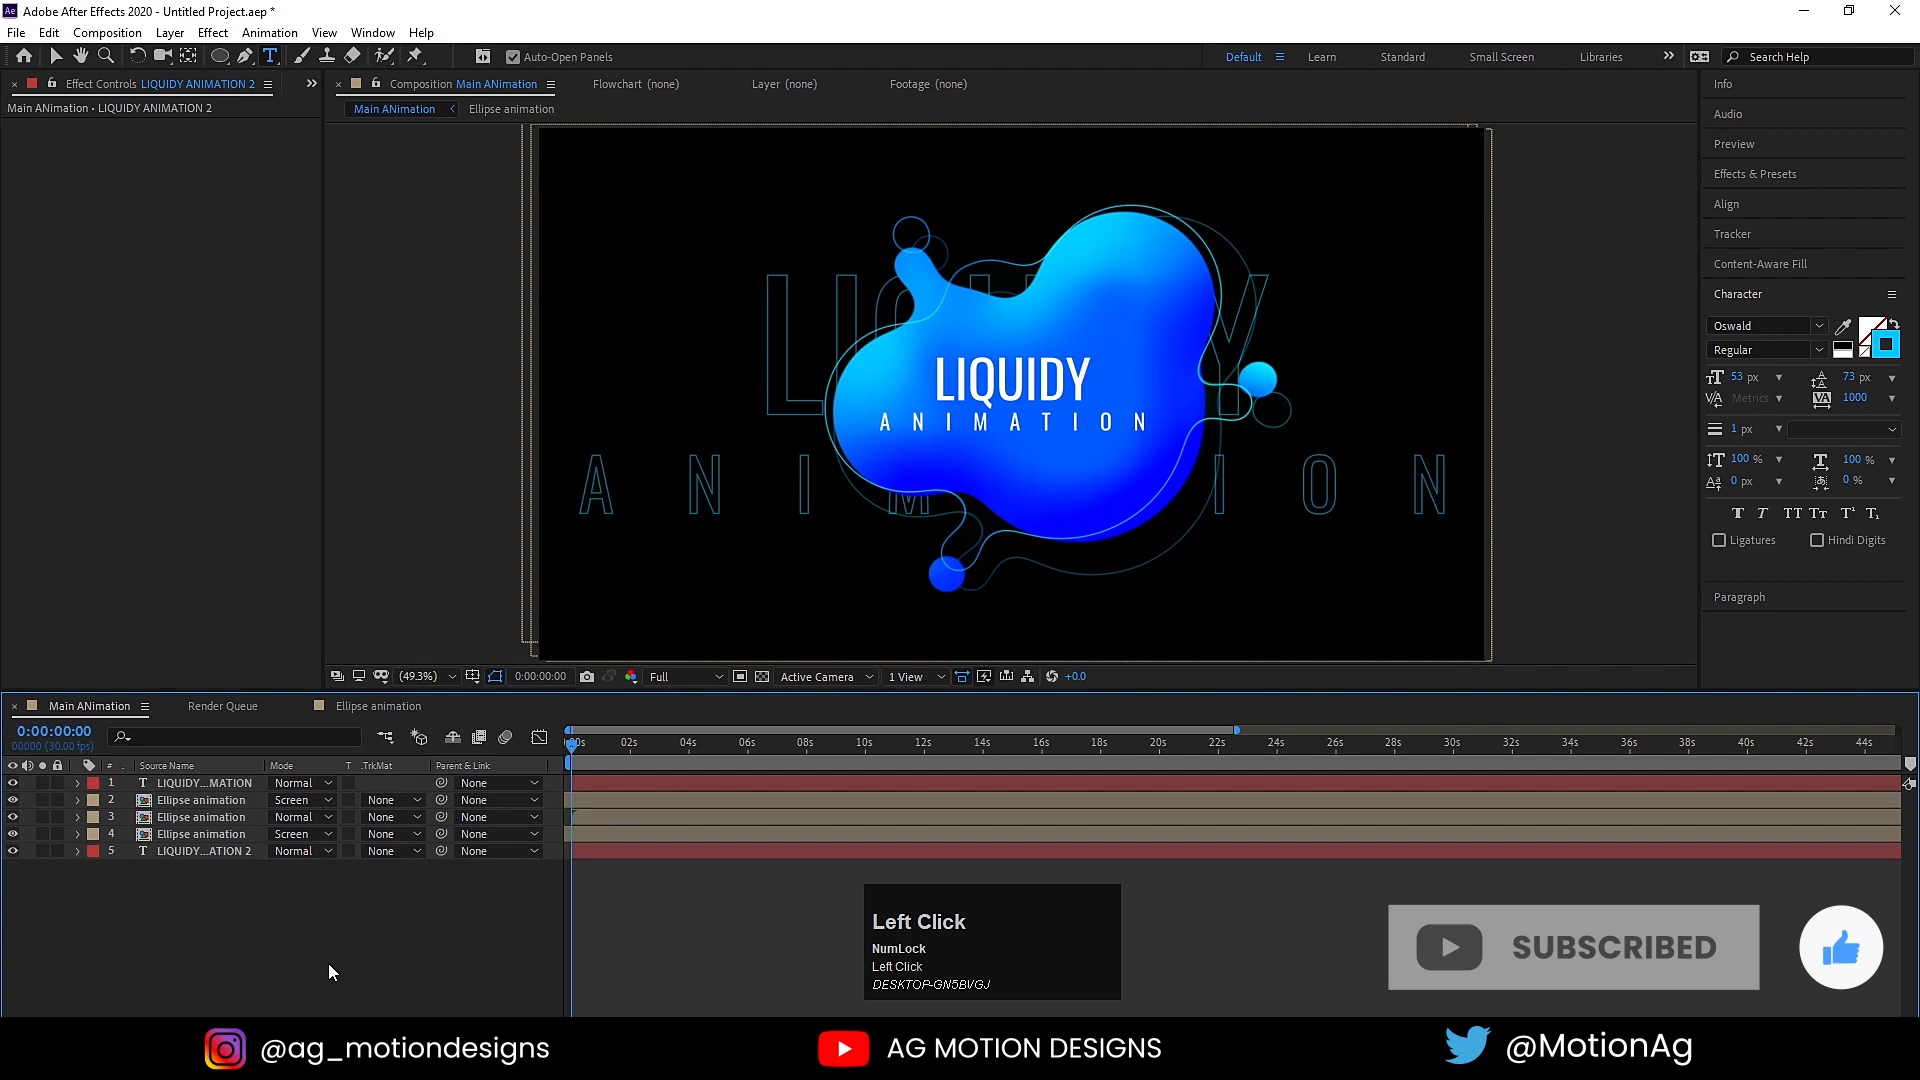 Ae Adobe After Effects 2020 - Untitled Project.aep *
File Edit Composition Layer Effect Animation View Window Help
Auto-Open Panels
Default Learn Standard Small Screen Libraries Search Help
Effect Controls LIQUIDY ANIMATION 2
Composition Main ANimation Flowchart (none) Layer (none) Footage (none)
Main ANimation • LIQUIDY ANIMATION 2
Main ANimation Ellipse animation
Info
Audio
Preview
Effects & Presets
Align
Tracker
Content-Aware Fill
Character
Oswald
Regular
53 px 73 px
Metrics 1000
1 px
100 % 100 %
0 px 0 %
Ligatures Hindi Digits
Paragraph
LIQUIDY
ANIMATION
(49.3%) 0:00:00:00 Full Active Camera 1 View +0.0
Main ANimation Render Queue Ellipse animation
0:00:00:00
00000 (30.00 fps)
02s 04s 06s 08s 10s 12s 14s 16s 18s 20s 22s 24s 26s 28s 30s 32s 34s 36s 38s 40s 42s 44s
# Source Name Mode T .TrkMat Parent & Link
1 T LIQUIDY...MATION Normal None
2 Ellipse animation Screen None None
3 Ellipse animation Normal None None
4 Ellipse animation Screen None None
5 T LIQUIDY...ATION 2 Normal None None
Left Click
NumLock
Left Click
DESKTOP-GN5BVGJ
SUBSCRIBED
@ag_motiondesigns AG MOTION DESIGNS @MotionAg